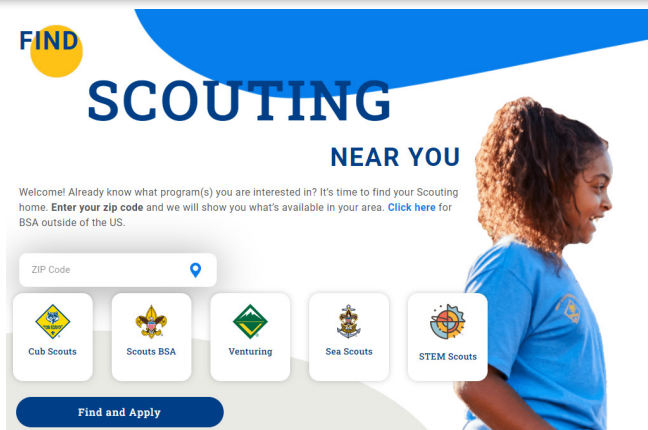 FIND
SCOUTING
NEAR YOU
Welcome! Already know what program(s) you are interested in? It's time to find your Scouting
home. Enter your zip code and we will show you what's available in your area. Click here for
BSA outside of the US.
ZIP Code
Cub Scouts
Scouts BSA
Venturing
Sea Scouts
STEM Scouts
Find and Apply